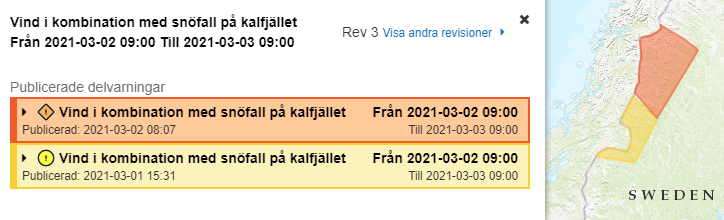 Vind i kombination med snöfall på kalfjället
Från 2021-03-02 09:00 Till 2021-03-03 09:00
Rev 3 Visa andra revisioner
Publicerade delvarningar
Vind i kombination med snöfall på kalfjället Från 2021-03-02 09:00
Publicerad: 2021-03-02 08:07 Till 2021-03-03 09:00
Vind i kombination med snöfall på kalfjället Från 2021-03-02 09:00
Publicerad: 2021-03-01 15:31 Till 2021-03-03 09:00
SWEDEN